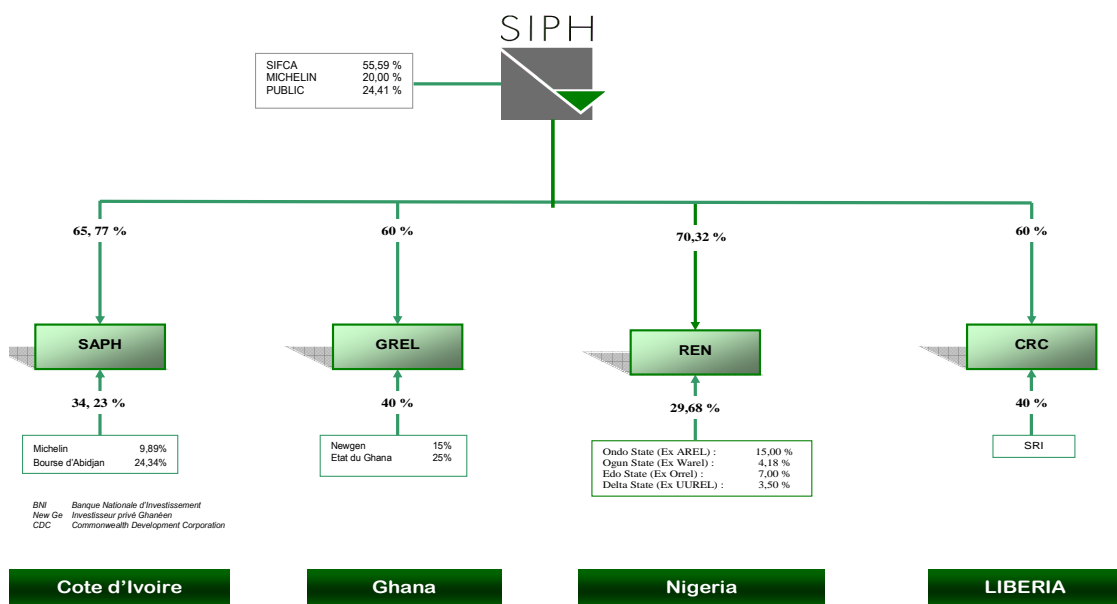 SIPH
SIFCA 55,59 %
MICHELIN 20,00 %
PUBLIC 24,41 %
65, 77 %
60 %
70,32 %
60 %
SAPH
GREL
REN
CRC
34, 23 %
40 %
29,68 %
40 %
Michelin 9,89%
Bourse d'Abidjan 24,34%
Newgen 15%
Etat du Ghana 25%
Ondo State (Ex AREL) : 15,00 %
Ogun State (Ex Warel) : 4,18 %
Edo State (Ex Orrel) : 7,00 %
Delta State (Ex UUREL) : 3,50 %
SRI
BNI Banque Nationale d'Investissement
New Ge Investisseur privé Ghanéen
CDC Commonwealth Development Corporation
Cote d'Ivoire
Ghana
Nigeria
LIBERIA